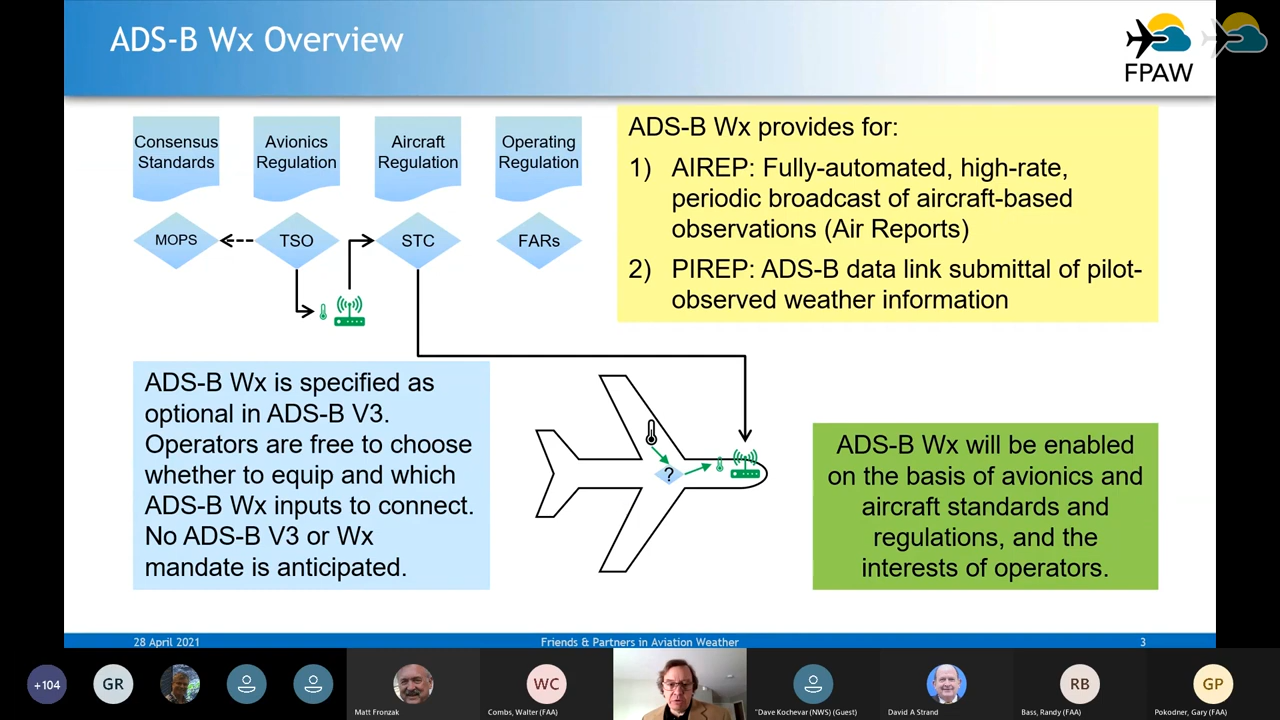 ADS-B Wx Overview
FPAW
Consensus
Standards
Avionics
Regulation
Aircraft
Regulation
Operating
Regulation
MOPS
TSO
STC
FARs
ADS-B Wx provides for:
1) AIREP: Fully-automated, high-rate,
periodic broadcast of aircraft-based
observations (Air Reports)
2) PIREP: ADS-B data link submittal of pilot-
observed weather information
ADS-B Wx is specified as
optional in ADS-B V3.
Operators are free to choose
whether to equip and which
ADS-B Wx inputs to connect.
No ADS-B V3 or Wx
mandate is anticipated.
?
ADS-B Wx will be enabled
on the basis of avionics and
aircraft standards and
regulations, and the
interests of operators.
28 April 2021
Friends & Partners in Aviation Weather
3
+104
GR
Matt Fronzak
WC
Combs, Walter (FAA)
"Dave Kochevar (NWS) (Guest)
David A Strand
RB
Bass, Randy (FAA)
GP
Pokodner, Gary (FAA)